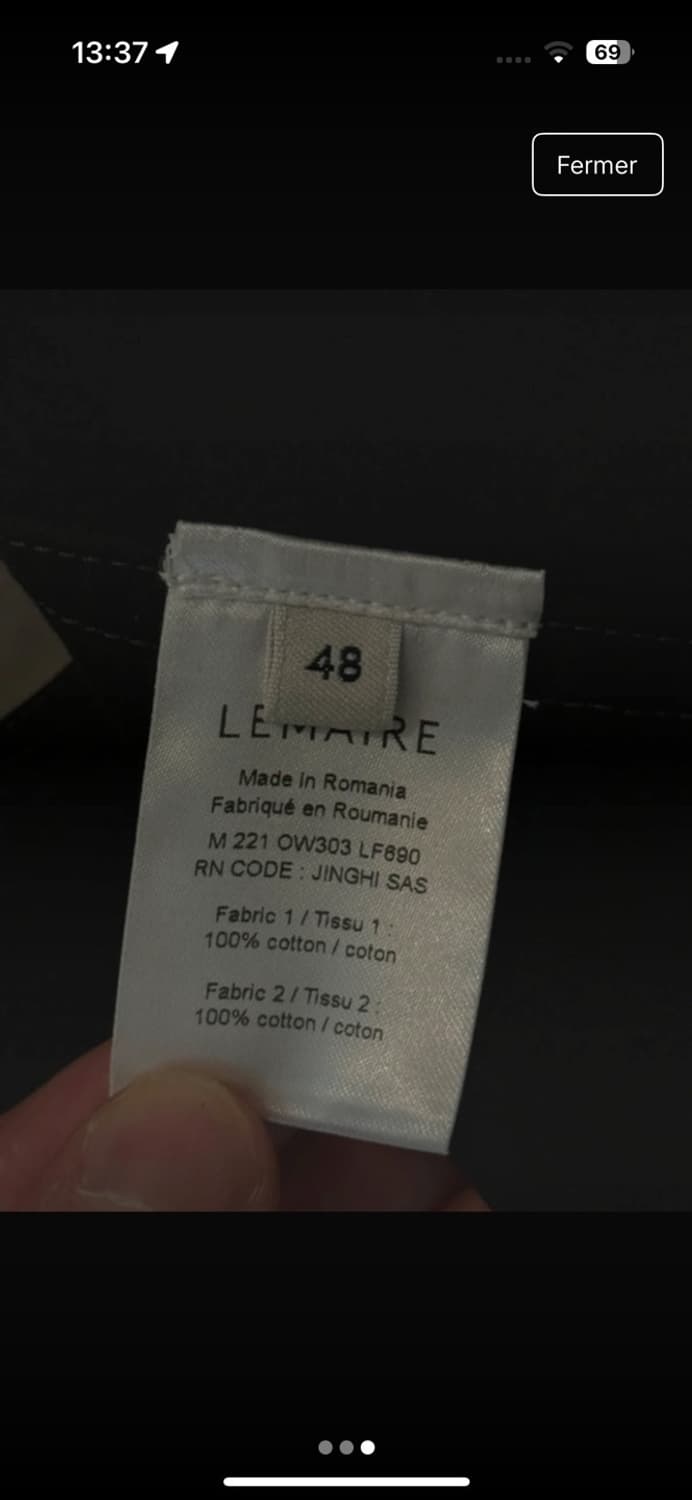 13:37
69
Fermer
48
LEMAIRE
Made in Romania
Fabriqué en Roumanie
M 221 OW303 LF690
RN CODE : JINGHI SAS
Fabric 1 / Tissu 1 :
100% cotton / coton
Fabric 2 / Tissu 2 :
100% cotton / coton